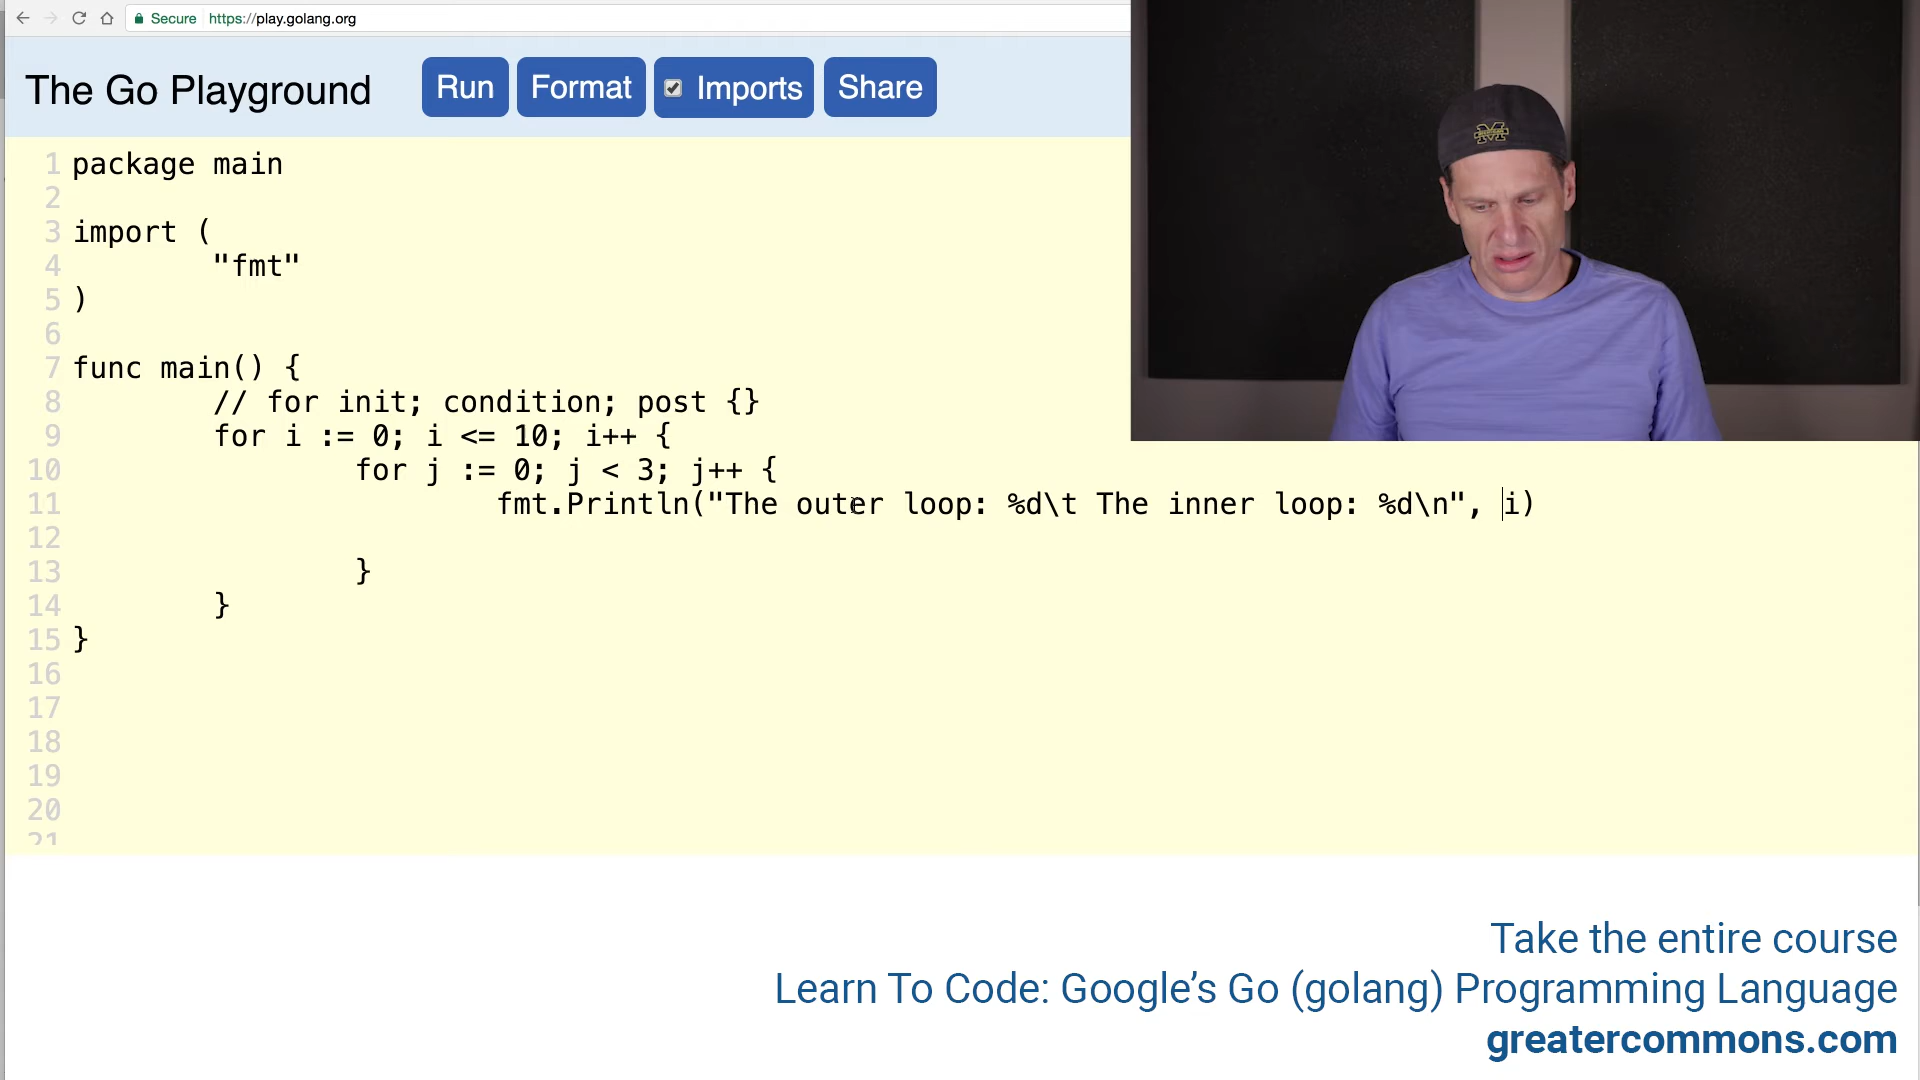 Secure https://play.golang.org
The Go Playground Run Format Imports Share
1 package main
2
3 import (
4 "fmt"
5 )
6
7 func main() {
8 // for init; condition; post {}
9 for i := 0; i <= 10; i++ {
10 for j := 0; j < 3; j++ {
11 fmt.Println("The outer loop: %d\t The inner loop: %d\n", i)
12
13 }
14 }
15 }
16
17
18
19
20
21
M
Take the entire course
Learn To Code: Google’s Go (golang) Programming Language
greatercommons.com